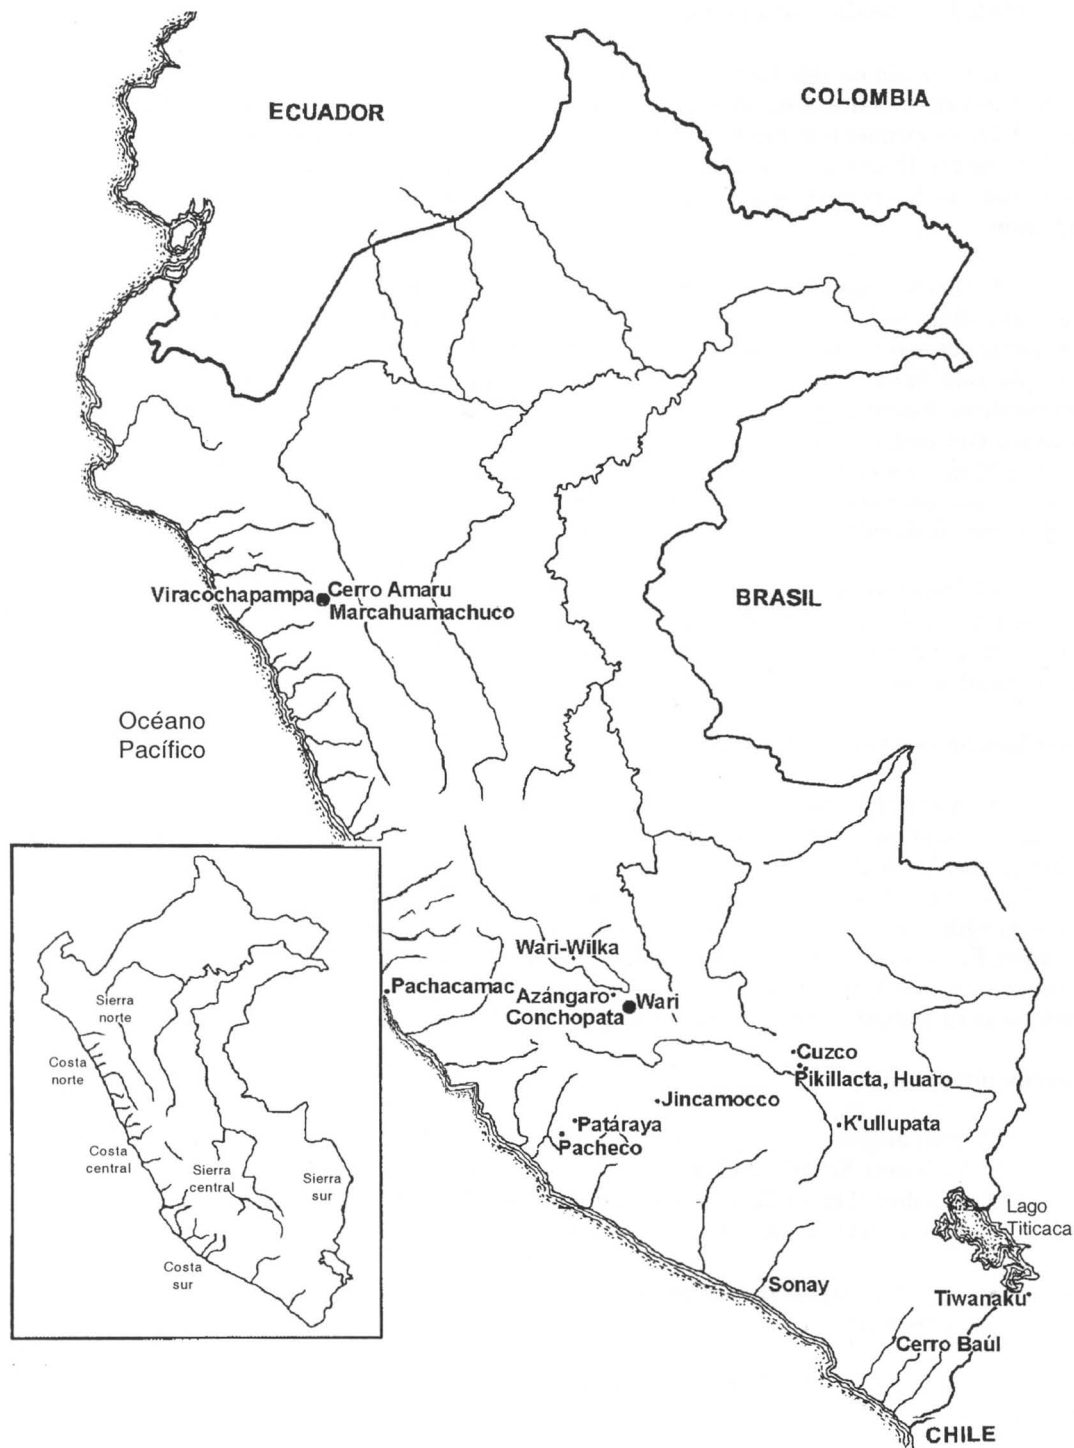 ECUADOR
COLOMBIA
Viracochapampa
Cerro Amaru
Marcahuamachuco
BRASIL
Océano
Pacífico
Wari-Wilka
Pachacamac
Azángaro
Wari
Conchopata
Cuzco
Pikillacta, Huaro
Jincamocco
K'ullupata
Patáraya
Pacheco
Lago
Titicaca
Sonay
Tiwanaku
Cerro Baúl
CHILE
Sierra
norte
Costa
norte
Costa
central
Sierra
central
Sierra
sur
Costa
sur